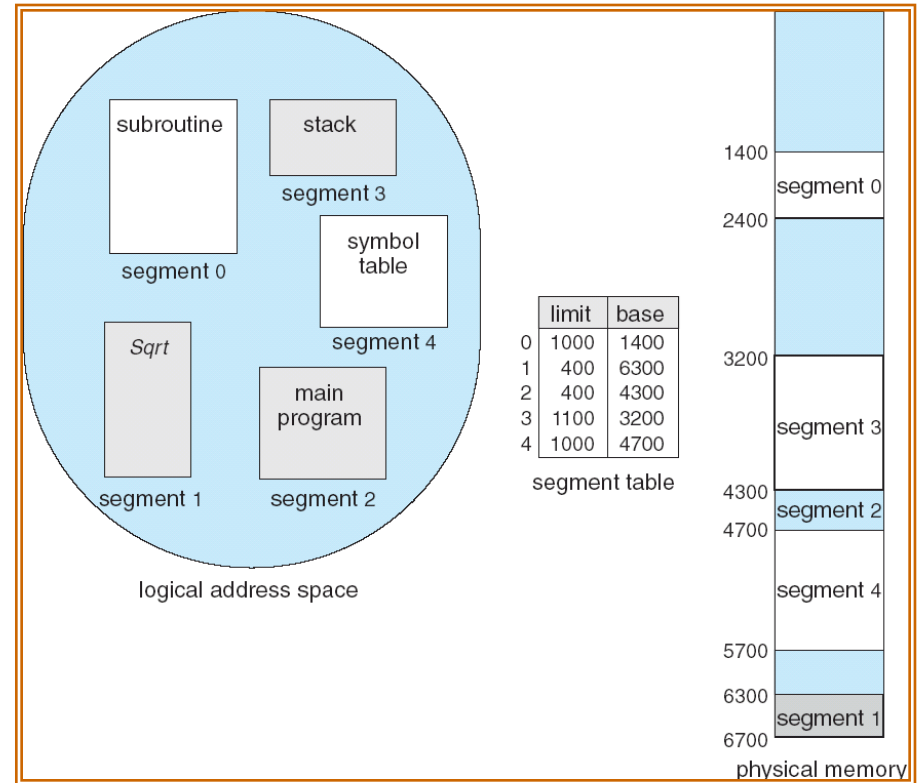 subroutine
segment 0
stack
segment 3
symbol
table
segment 4
Sqrt
segment 1
main
program
segment 2
logical address space
limit base
0 1000 1400
1 400 6300
2 400 4300
3 1100 3200
4 1000 4700
segment table
1400
segment 0
2400
3200
segment 3
4300
segment 2
4700
segment 4
5700
6300
segment 1
6700
physical memory